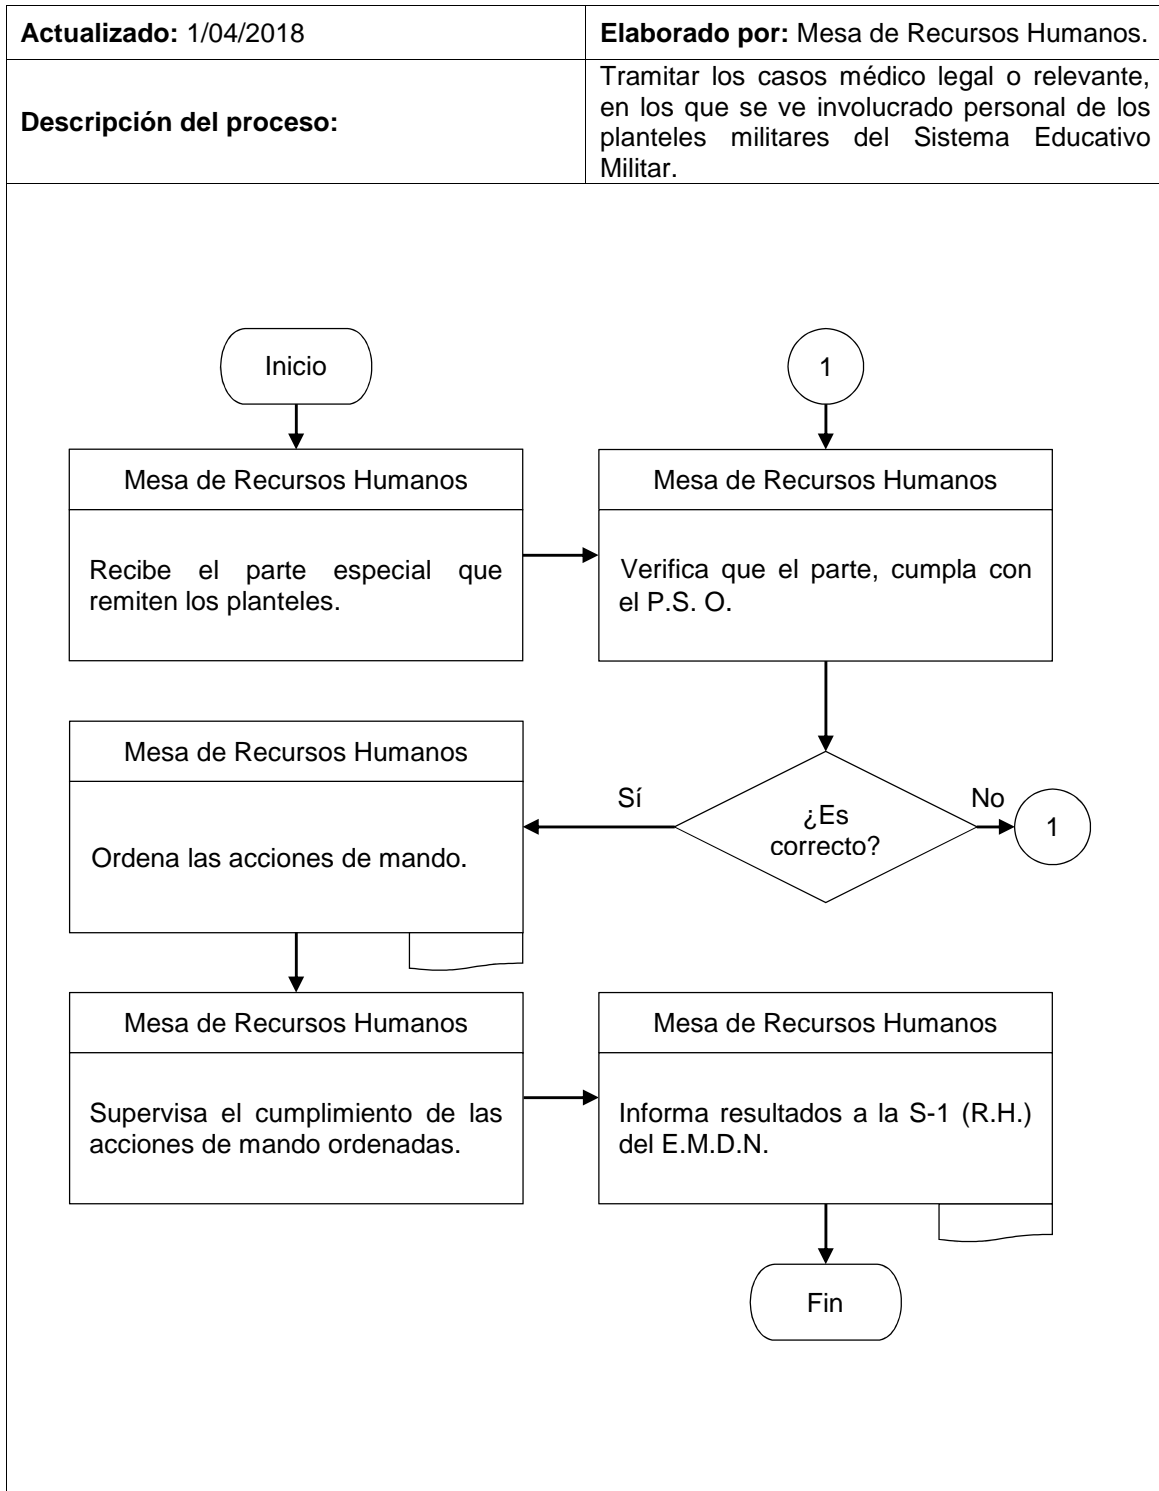 Actualizado: 1/04/2018
Elaborado por: Mesa de Recursos Humanos.
Descripción del proceso:
Tramitar los casos médico legal o relevante,
en los que se ve involucrado personal de los
planteles militares del Sistema Educativo
Militar.
Inicio
1
Mesa de Recursos Humanos
Recibe el parte especial que
remiten los planteles.
Mesa de Recursos Humanos
Verifica que el parte, cumpla con
el P.S. O.
¿Es
correcto?
No
1
Sí
Mesa de Recursos Humanos
Ordena las acciones de mando.
Mesa de Recursos Humanos
Supervisa el cumplimiento de las
acciones de mando ordenadas.
Mesa de Recursos Humanos
Informa resultados a la S-1 (R.H.)
del E.M.D.N.
Fin